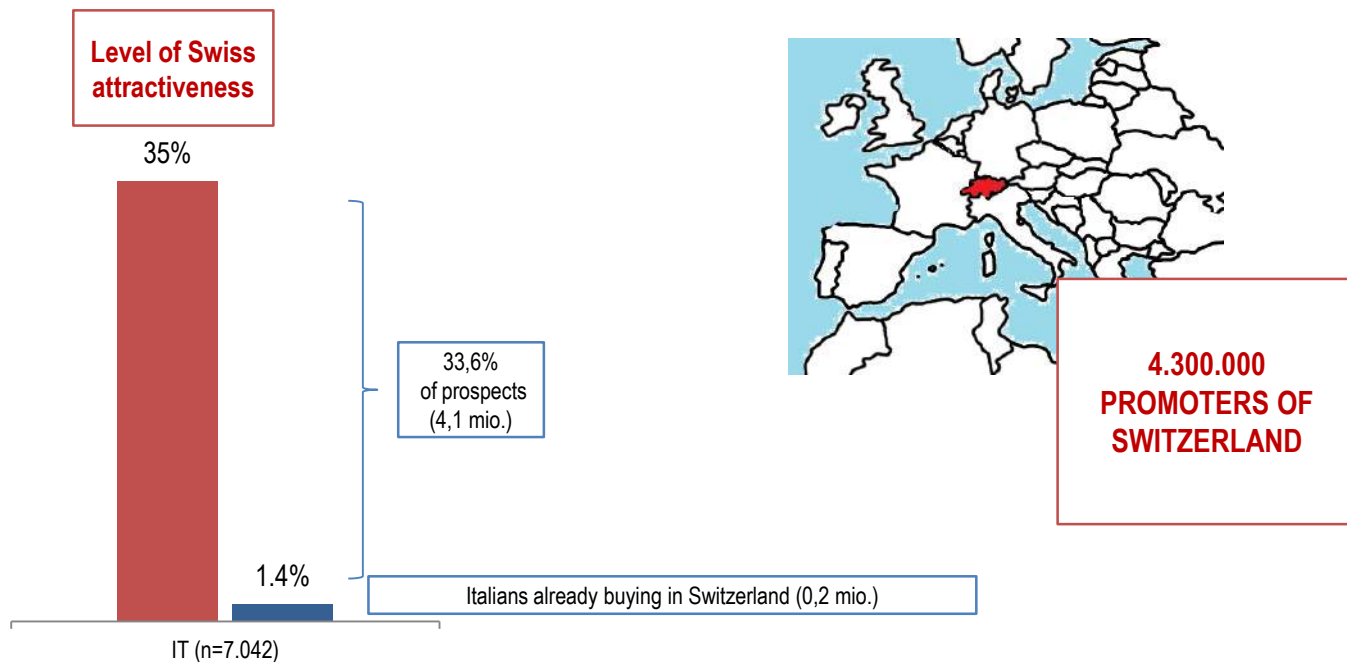 Level of Swiss
attractiveness
35%
33,6%
of prospects
(4,1 mio.)
1.4%
Italians already buying in Switzerland (0,2 mio.)
IT (n=7.042)
4.300.000
PROMOTERS OF
SWITZERLAND